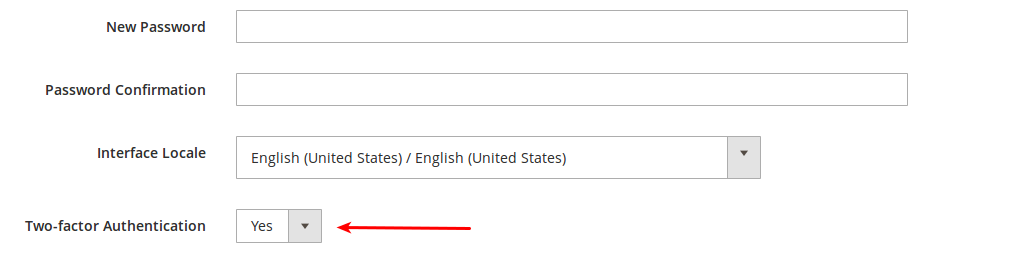 New Password
Password Confirmation
Interface Locale English (United States) / English (United States)
Two-factor Authentication Yes